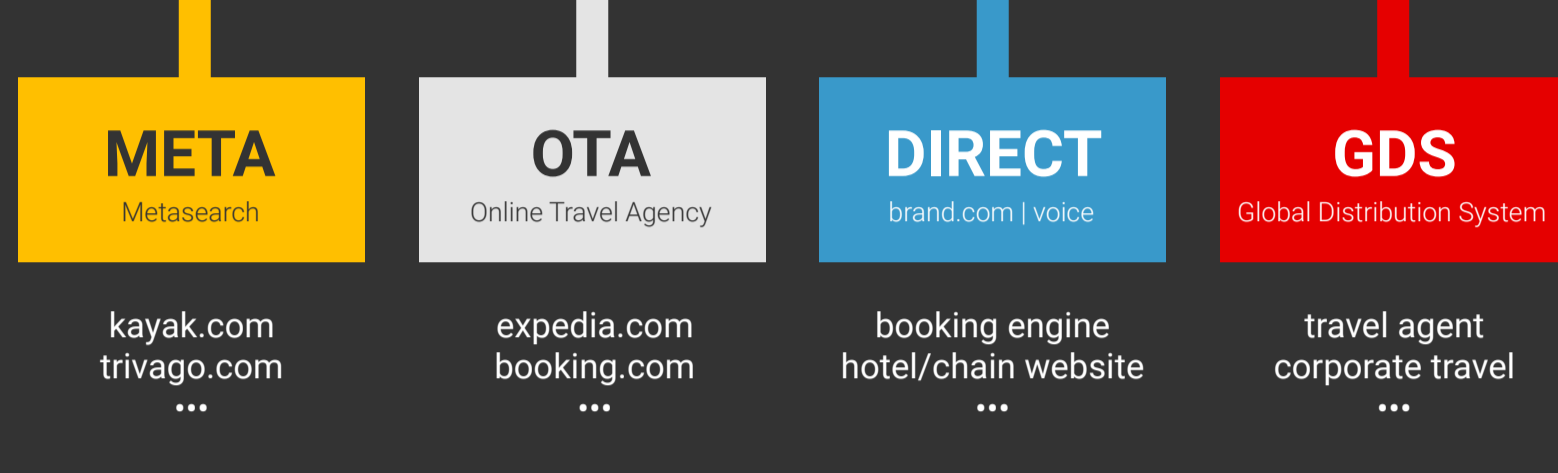 META
Metasearch
kayak.com
trivago.com
...
OTA
Online Travel Agency
expedia.com
booking.com
...
DIRECT
brand.com | voice
booking engine
hotel/chain website
...
GDS
Global Distribution System
travel agent
corporate travel
...